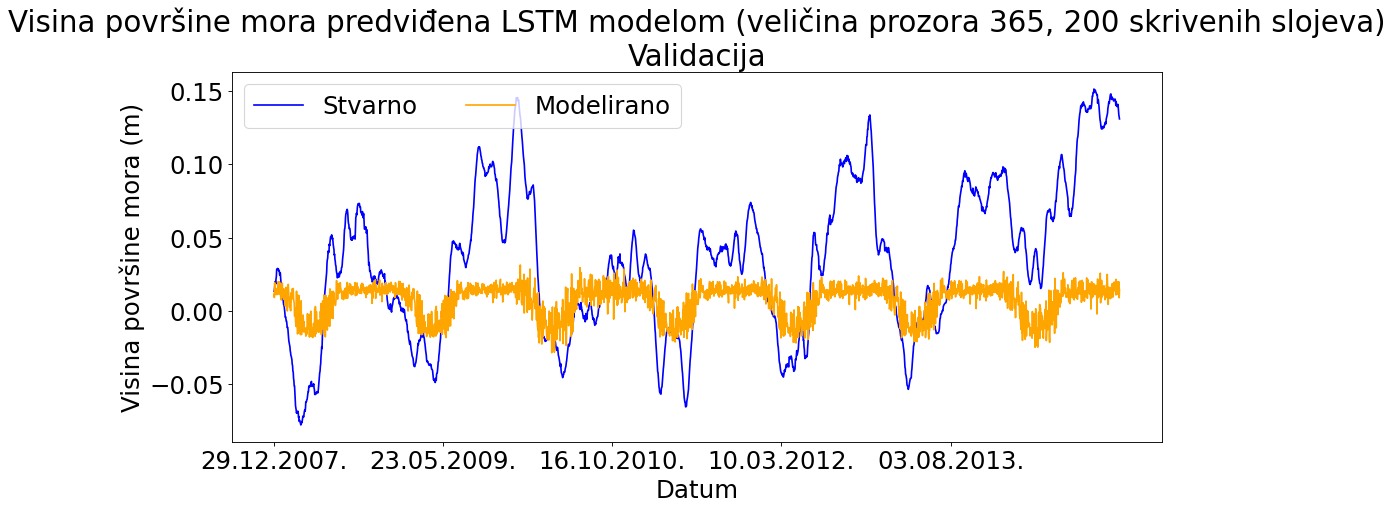 Visina površine mora predviđena LSTM modelom (veličina prozora 365, 200 skrivenih slojeva)
Validacija
Stvarno Modelirano
Visina površine mora (m)
0.15
0.10
0.05
0.00
−0.05
29.12.2007. 23.05.2009. 16.10.2010. 10.03.2012. 03.08.2013.
Datum